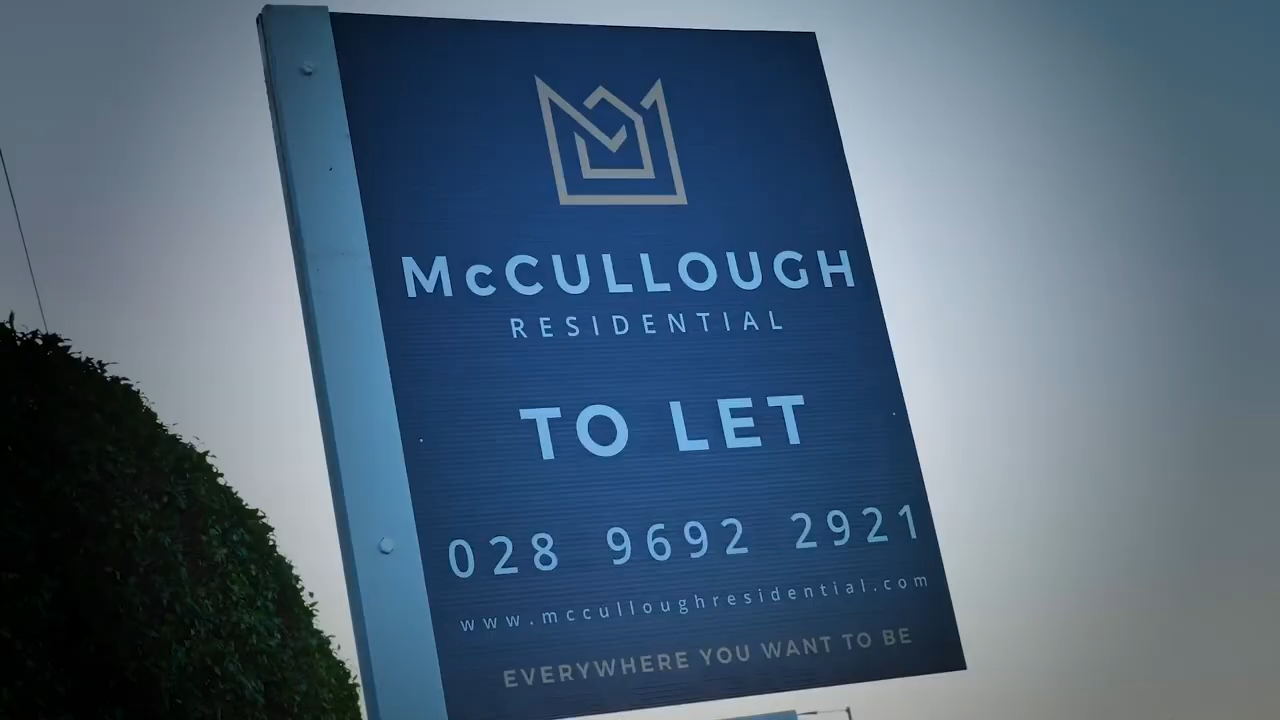 McCULLOUGH
RESIDENTIAL
TO LET
028 9692 2921
www.mcculloughresidential.com
EVERYWHERE YOU WANT TO BE